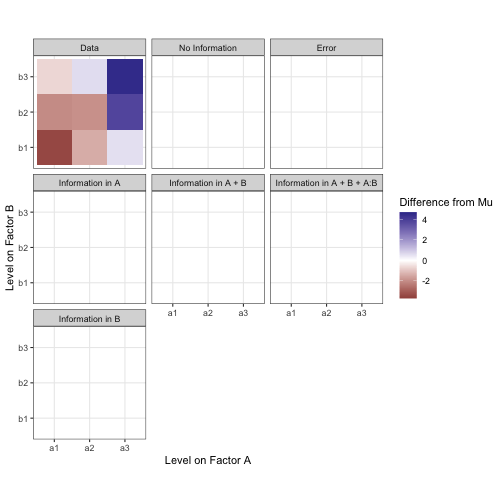 Data
No Information
Error
b3
b2
b1
Information in A
Information in A + B
Information in A + B + A:B
b3
b2
b1
a1 a2 a3
a1 a2 a3
Information in B
b3
b2
b1
a1 a2 a3
Level on Factor A
Level on Factor B
Difference from Mu
4
2
0
-2